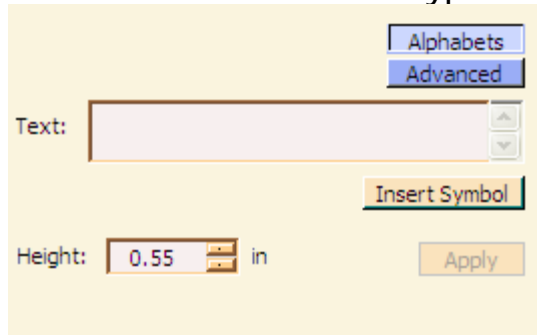 Alphabets
Advanced
Text:
Insert Symbol
Height: 0.55 in
Apply